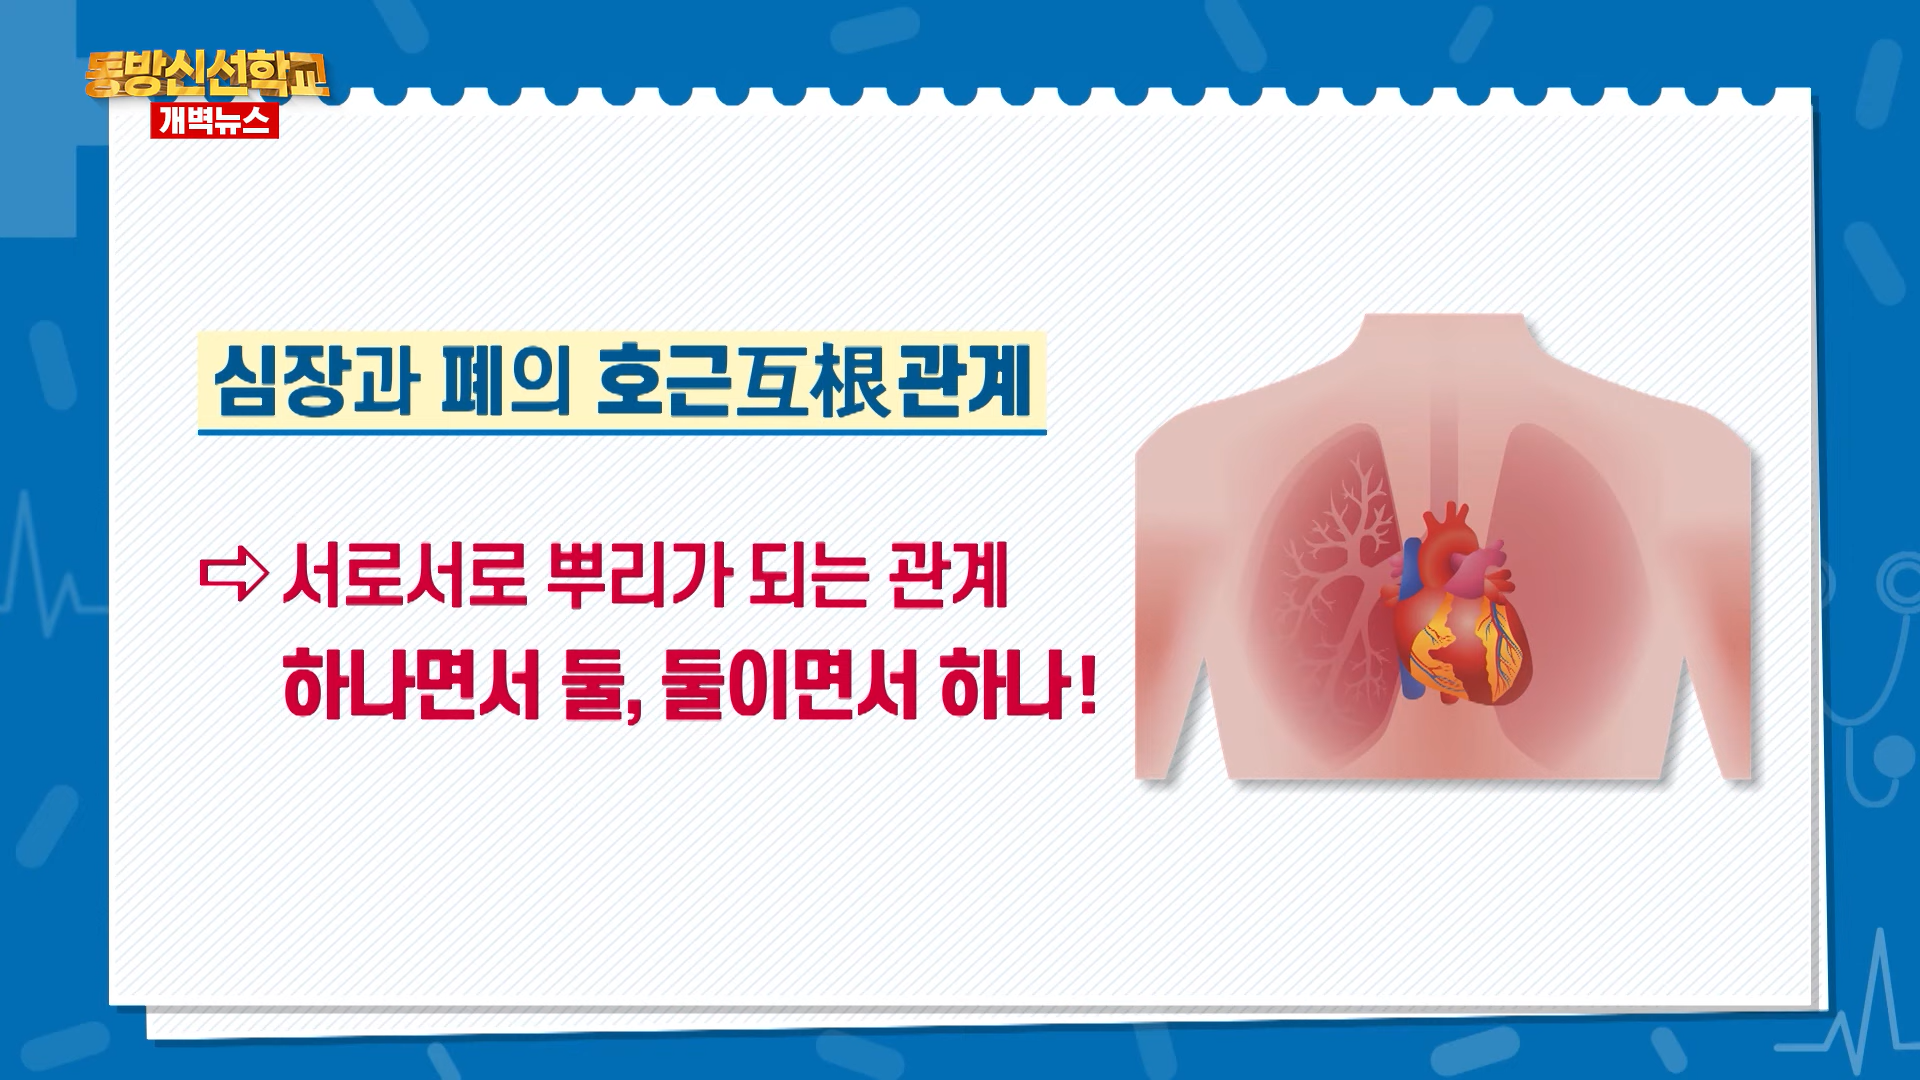 동방신선학교
개벽뉴스
심장과 폐의 호근互根관계
⇨ 서로서로 뿌리가 되는 관계
하나면서 둘, 둘이면서 하나!